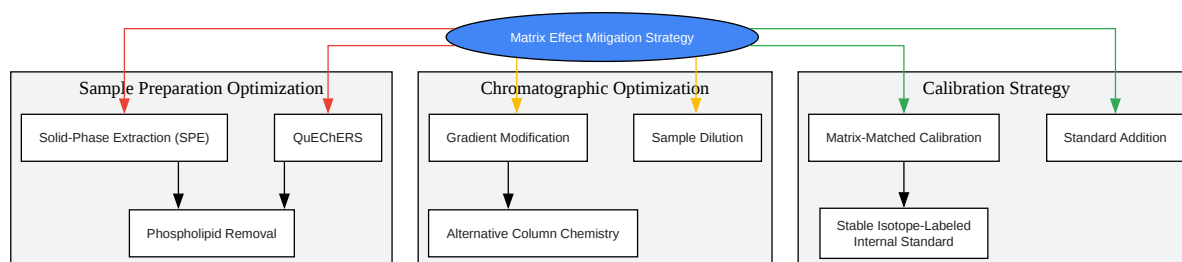 Matrix Effect Mitigation Strategy
Sample Preparation Optimization
Chromatographic Optimization
Calibration Strategy
Solid-Phase Extraction (SPE)
QuEChERS
Gradient Modification
Sample Dilution
Matrix-Matched Calibration
Standard Addition
Phospholipid Removal
Alternative Column Chemistry
Stable Isotope-Labeled
Internal Standard